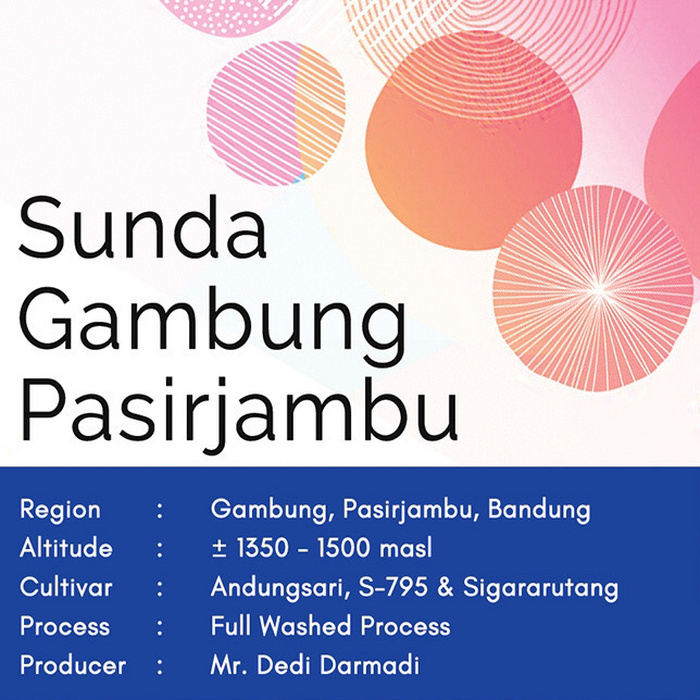 Sunda
Gambung
Pasirjambu
Region : Gambung, Pasirjambu, Bandung
Altitude : ± 1350 - 1500 masl
Cultivar : Andungsari, S-795 & Sigararutang
Process : Full Washed Process
Producer : Mr. Dedi Darmadi